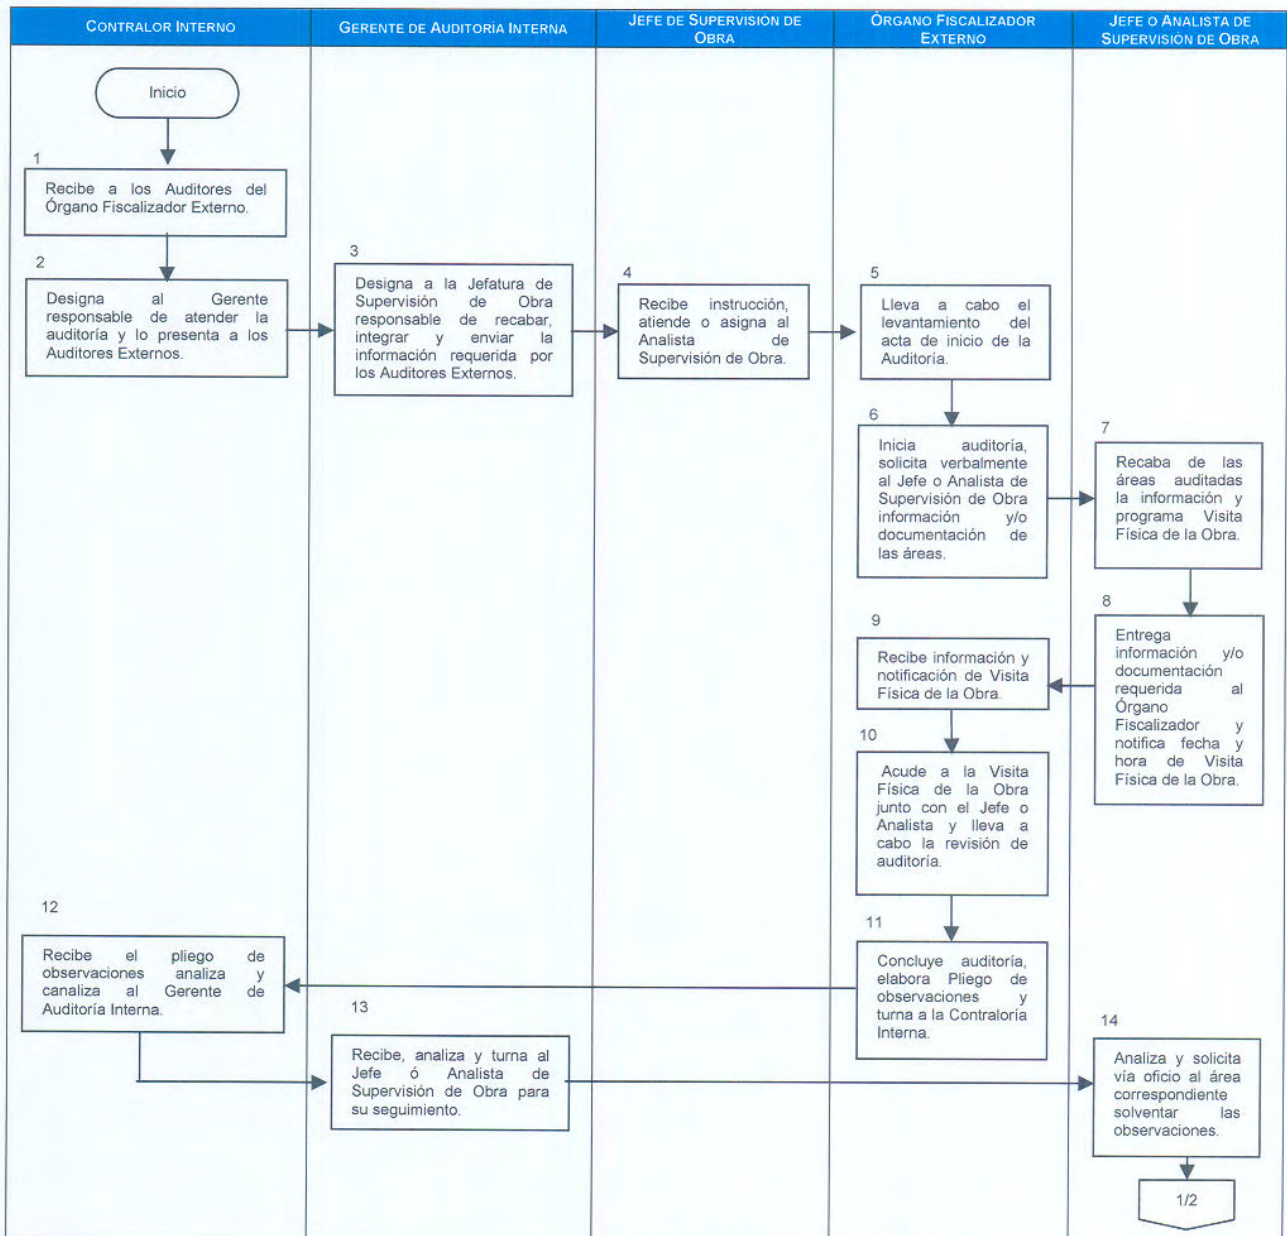 CONTRALOR INTERNO
GERENTE DE AUDITORÍA INTERNA
JEFE DE SUPERVISIÓN DE
OBRA
ÓRGANO FISCALIZADOR
EXTERNO
JEFE O ANALISTA DE
SUPERVISIÓN DE OBRA
Inicio
1
Recibe a los Auditores del
Órgano Fiscalizador Externo.
2
Designa al Gerente
responsable de atender la
auditoría y lo presenta a los
Auditores Externos.
3
Designa a la Jefatura de
Supervisión de Obra
responsable de recabar,
integrar y enviar la
información requerida por
los Auditores Externos.
4
Recibe instrucción,
atiende o asigna al
Analista de
Supervisión de Obra.
5
Lleva a cabo el
levantamiento del
acta de inicio de la
Auditoría.
6
Inicia auditoría,
solicita verbalmente
al Jefe o Analista de
Supervisión de Obra
información y/o
documentación de
las áreas.
7
Recaba de las
áreas auditadas
la información y
programa Visita
Física de la Obra.
8
Entrega
información y/o
documentación
requerida al
Órgano
Fiscalizador y
notifica fecha y
hora de Visita
Física de la Obra.
9
Recibe información y
notificación de Visita
Física de la Obra.
10
Acude a la Visita
Física de la Obra
junto con el Jefe o
Analista y lleva a
cabo la revisión de
auditoría.
11
Concluye auditoría,
elabora Pliego de
observaciones y
turna a la Contraloría
Interna.
12
Recibe el pliego de
observaciones analiza y
canaliza al Gerente de
Auditoría Interna.
13
Recibe, analiza y turna al
Jefe ó Analista de
Supervisión de Obra para
su seguimiento.
14
Analiza y solicita
vía oficio al área
correspondiente
solventar las
observaciones.
1/2